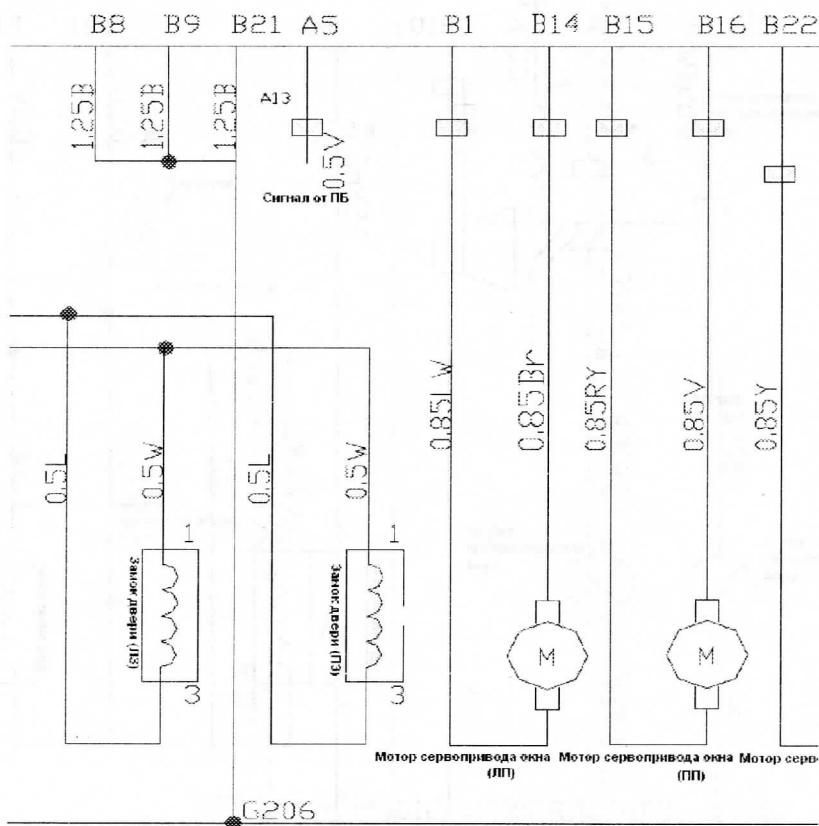 B8 B9 B21 A5 B1 B14 B15 B16 B22
1.25B 1.25B 1.25B
A13
0.5V
Сигнал от ПБ
0.85LW 0.85Br 0.85RY 0.85V 0.85Y
0.5L 0.5W 0.5L 0.5W
1 1
Замок двери (ЛЗ)
Замок двери (ПЗ)
M M
3 3
Мотор сервопривода окна
(ЛП)
Мотор сервопривода окна
(ПП)
Мотор серв
G206